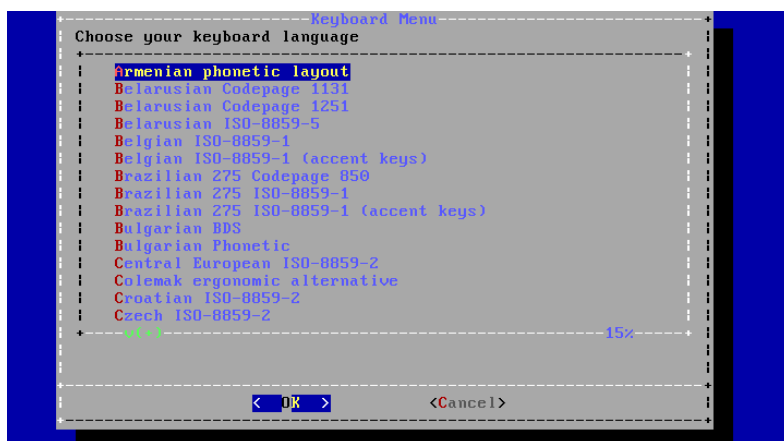 Keyboard Menu
Choose your keyboard language
Armenian phonetic layout
Belarusian Codepage 1131
Belarusian Codepage 1251
Belarusian ISO-8859-5
Belgian ISO-8859-1
Belgian ISO-8859-1 (accent keys)
Brazilian 275 Codepage 850
Brazilian 275 ISO-8859-1
Brazilian 275 ISO-8859-1 (accent keys)
Bulgarian BDS
Bulgarian Phonetic
Central European ISO-8859-2
Colemak ergonomic alternative
Croatian ISO-8859-2
Czech ISO-8859-2
v(+) 15%
< OK > <Cancel>